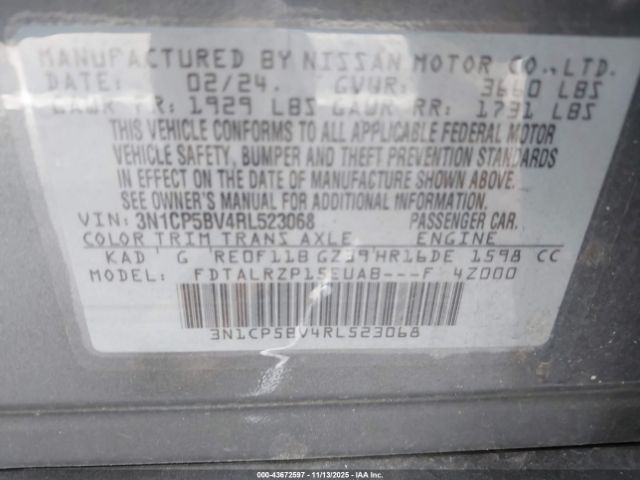 MANUFACTURED BY NISSAN MOTOR CO.,LTD.
DATE: 02/24. GVWR: 3660 LBS
GAWR FR: 1929 LBS GAWR RR: 1731 LBS
THIS VEHICLE CONFORMS TO ALL APPLICABLE FEDERAL MOTOR
VEHICLE SAFETY, BUMPER AND THEFT PREVENTION STANDARDS
IN EFFECT ON THE DATE OF MANUFACTURE SHOWN ABOVE.
SEE OWNER'S MANUAL FOR ADDITIONAL INFORMATION.
VIN: 3N1CP5BV4RL523068 PASSENGER CAR.
COLOR TRIM TRANS AXLE ENGINE
KAD G RE0F11B GZ39 HR16DE 1598 CC
MODEL: FDTALRZP15EUAB---F 4Z000
3N1CP5BV4RL523068
000-43672597 - 11/13/2025 - IAAI.COM